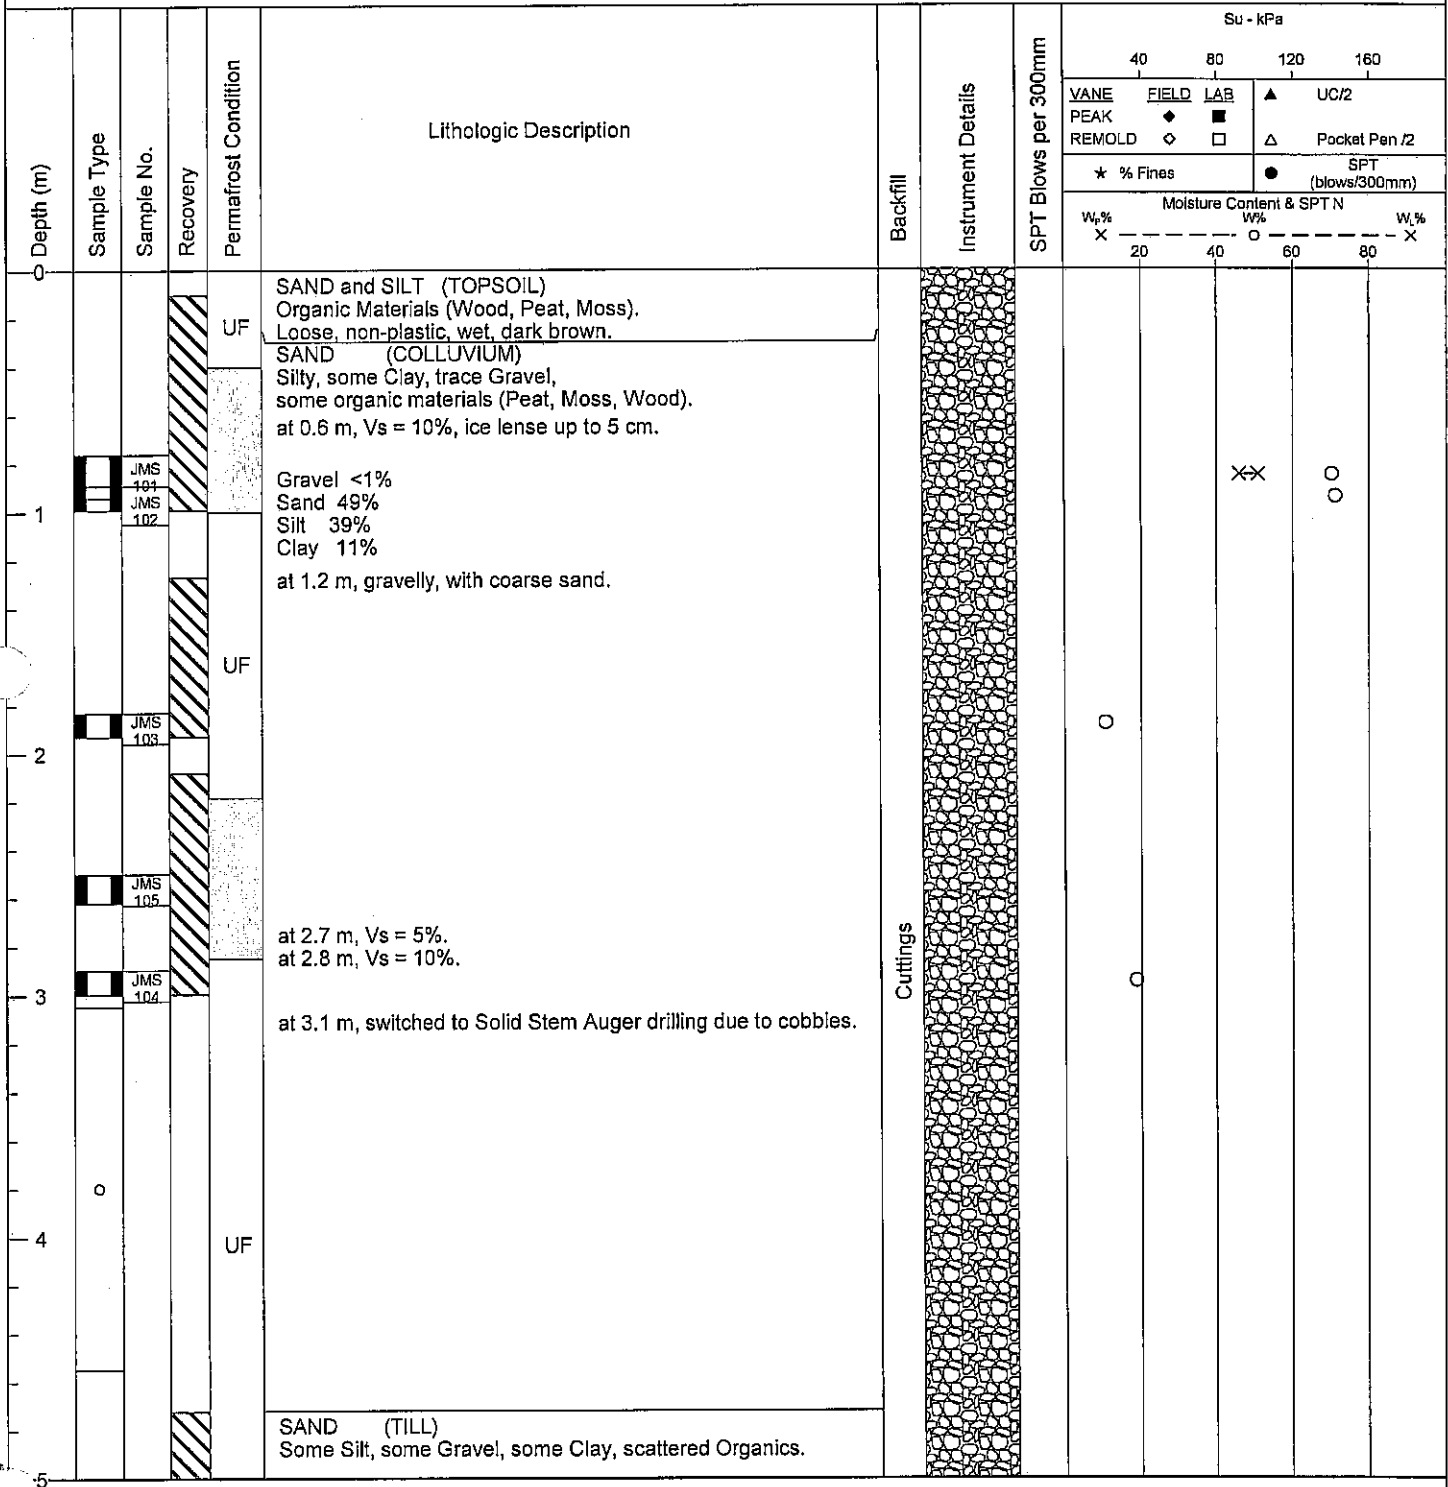 Su - kPa
40 80 120 160
VANE FIELD LAB ▲ UC/2
PEAK ◆ ■
REMOLD ◇ □ △ Pocket Pen /2
★ % Fines ● SPT
(blows/300mm)
Moisture Content & SPT N
Wp% W% WL%
20 40 60 80
Depth (m)
Sample Type
Sample No.
Recovery
Permafrost Condition
Lithologic Description
Backfill
Instrument Details
SPT Blows per 300mm
0
SAND and SILT (TOPSOIL)
Organic Materials (Wood, Peat, Moss).
UF
Loose, non-plastic, wet, dark brown.
SAND (COLLUVIUM)
Silty, some Clay, trace Gravel,
some organic materials (Peat, Moss, Wood).
at 0.6 m, Vs = 10%, ice lense up to 5 cm.
JMS
101
Gravel <1%
JMS
102
Sand 49%
1
Silt 39%
Clay 11%
at 1.2 m, gravelly, with coarse sand.
UF
JMS
103
2
JMS
105
at 2.7 m, Vs = 5%.
at 2.8 m, Vs = 10%.
Cuttings
JMS
104
3
at 3.1 m, switched to Solid Stem Auger drilling due to cobbles.
4
UF
SAND (TILL)
Some Silt, some Gravel, some Clay, scattered Organics.
5